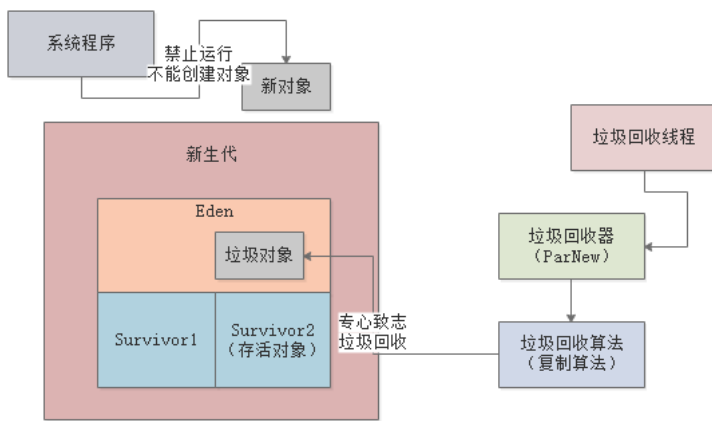 系统程序
禁止运行
不能创建对象
新对象
新生代
垃圾回收线程
Eden
垃圾对象
垃圾回收器
（ParNew）
Survivor1
Survivor2
（存活对象）
专心致志
垃圾回收
垃圾回收算法
（复制算法）